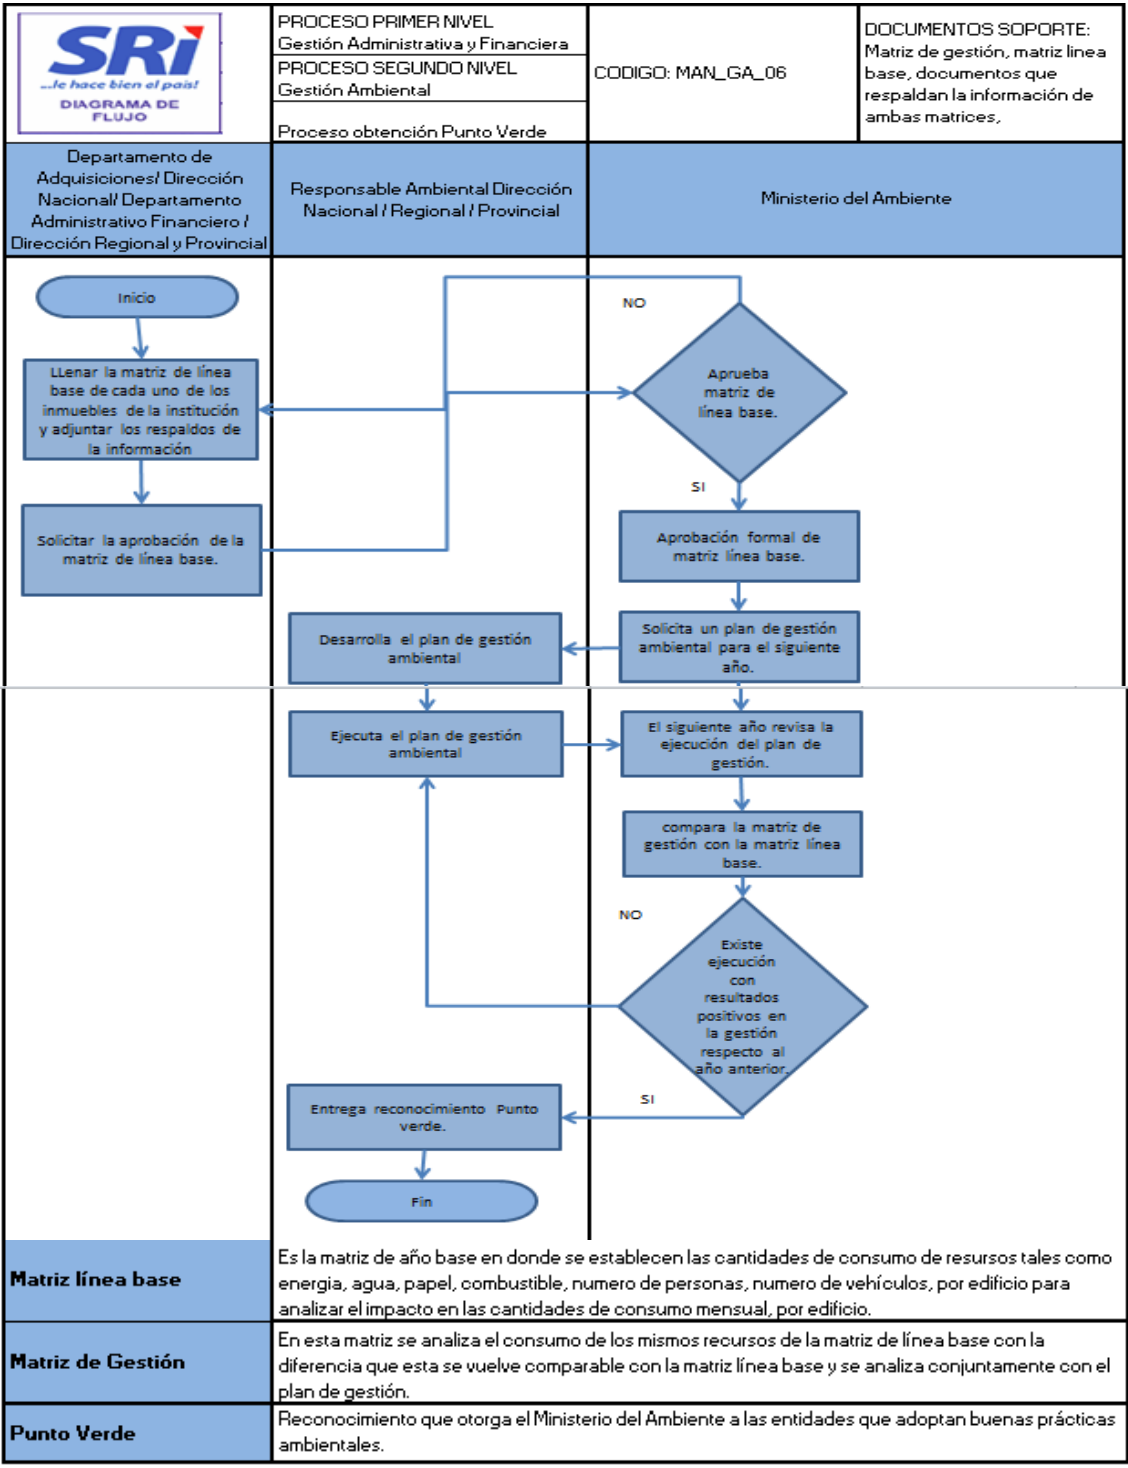 SRi
...le hace bien al país!
DIAGRAMA DE
FLUJO
PROCESO PRIMER NIVEL
Gestión Administrativa y Financiera
PROCESO SEGUNDO NIVEL
Gestión Ambiental
Proceso obtención Punto Verde
CODIGO: MAN_GA_06
DOCUMENTOS SOPORTE:
Matriz de gestión, matriz linea
base, documentos que
respaldan la información de
ambas matrices,
Departamento de
Adquisiciones/ Dirección
Nacional/ Departamento
Administrativo Financiero /
Dirección Regional y Provincial
Responsable Ambiental Dirección
Nacional / Regional / Provincial
Ministerio del Ambiente
Inicio
LLenar la matriz de línea
base de cada uno de los
inmuebles de la institución
y adjuntar los respaldos de
la información
Solicitar la aprobación de la
matriz de línea base.
NO
Aprueba
matriz de
línea base.
SI
Aprobación formal de
matriz línea base.
Solicita un plan de gestión
ambiental para el siguiente
año.
Desarrolla el plan de gestión
ambiental
Ejecuta el plan de gestión
ambiental
El siguiente año revisa la
ejecución del plan de
gestión.
compara la matriz de
gestión con la matriz línea
base.
NO
Existe
ejecución
con
resultados
positivos en
la gestión
respecto al
año anterior.
SI
Entrega reconocimiento Punto
verde.
Fin
Matriz línea base
Es la matriz de año base en donde se establecen las cantidades de consumo de resursos tales como
energia, agua, papel, combustible, numero de personas, numero de vehículos, por edificio para
analizar el impacto en las cantidades de consumo mensual, por edificio.
Matriz de Gestión
En esta matriz se analiza el consumo de los mismos recursos de la matriz de línea base con la
diferencia que esta se vuelve comparable con la matriz línea base y se analiza conjuntamente con el
plan de gestión.
Punto Verde
Reconocimiento que otorga el Ministerio del Ambiente a las entidades que adoptan buenas prácticas
ambientales.